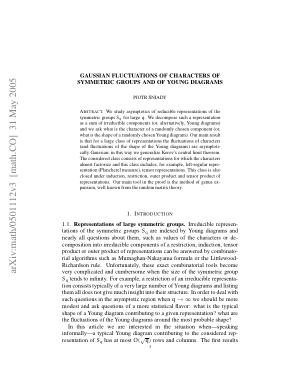 arXiv:math/0501112v3 [math.CO] 31 May 2005
GAUSSIAN FLUCTUATIONS OF CHARACTERS OF
SYMMETRIC GROUPS AND OF YOUNG DIAGRAMS
PIOTR ŚNIADY
ABSTRACT. We study asymptotics of reducible representations of the
symmetric groups S_q for large q. We decompose such a representation
as a sum of irreducible components (or, alternatively, Young diagrams)
and we ask what is the character of a randomly chosen component (or,
what is the shape of a randomly chosen Young diagram). Our main result
is that for a large class of representations the fluctuations of characters
(and fluctuations of the shape of the Young diagrams) are asymptoti-
cally Gaussian; in this way we generalize Kerov's central limit theorem.
The considered class consists of representations for which the characters
almost factorize and this class includes, for example, left-regular repre-
sentation (Plancherel measure), tensor representations. This class is also
closed under induction, restriction, outer product and tensor product of
representations. Our main tool in the proof is the method of genus ex-
pansion, well known from the random matrix theory.
1. INTRODUCTION
1.1. Representations of large symmetric groups. Irreducible represen-
tations of the symmetric groups S_q are indexed by Young diagrams and
nearly all questions about them, such as values of the characters or de-
composition into irreducible components of a restriction, induction, tensor
product or outer product of representations can be answered by combinato-
rial algorithms such as Murnaghan–Nakayama formula or the Littlewood–
Richardson rule. Unfortunately, these exact combinatorial tools become
very complicated and cumbersome when the size of the symmetric group
S_q tends to infinity. For example, a restriction of an irreducible representa-
tion consists typically of a very large number of Young diagrams and listing
them all does not give much insight into their structure. In order to deal with
such questions in the asymptotic region when q → ∞ we should be more
modest and ask questions of a more statistical flavor: what is the typical
shape of a Young diagram contributing to a given representation? what are
the fluctuations of the Young diagrams around the most probable shape?
In this article we are interested in the situation when—speaking
informally—a typical Young diagram contributing to the considered rep-
resentation of S_q has at most O(√q) rows and columns. The first results
1